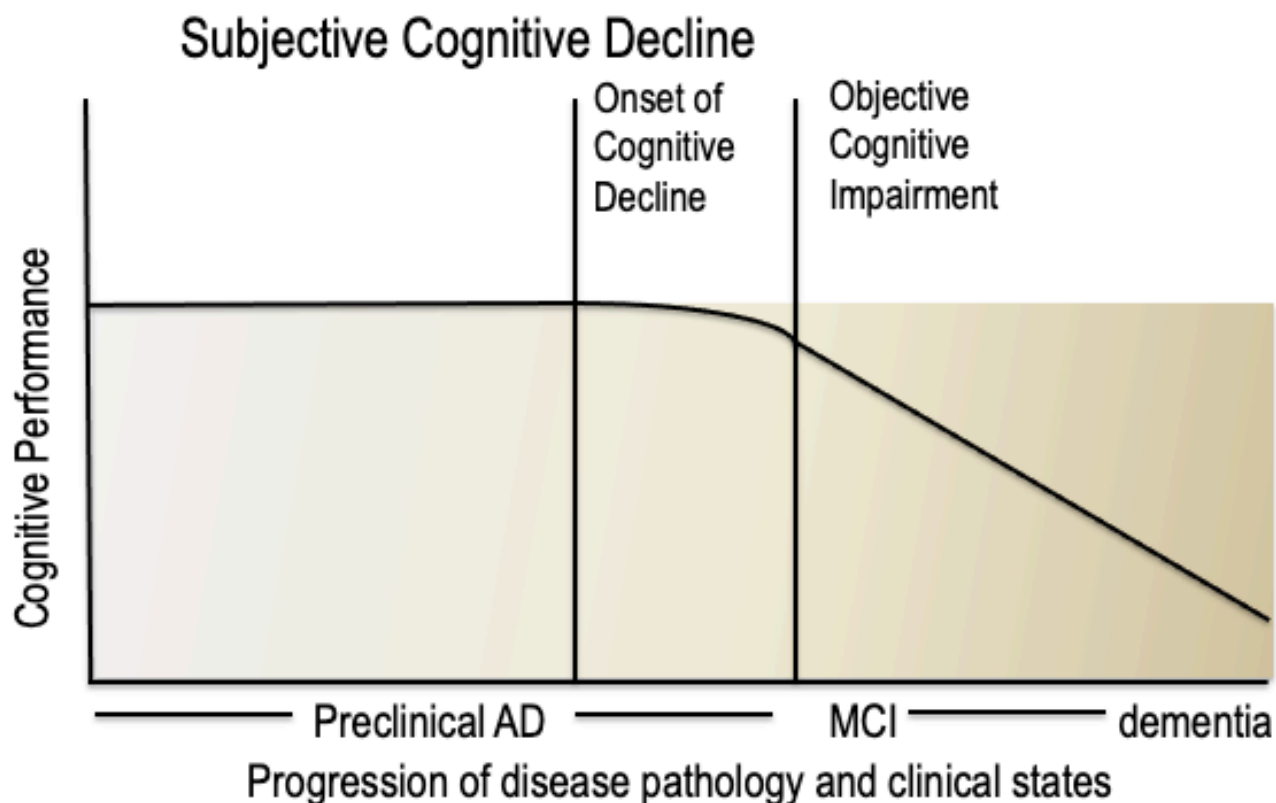 Subjective Cognitive Decline
Onset of
Cognitive
Decline
Objective
Cognitive
Impairment
Cognitive Performance
Preclinical AD
MCI
dementia
Progression of disease pathology and clinical states